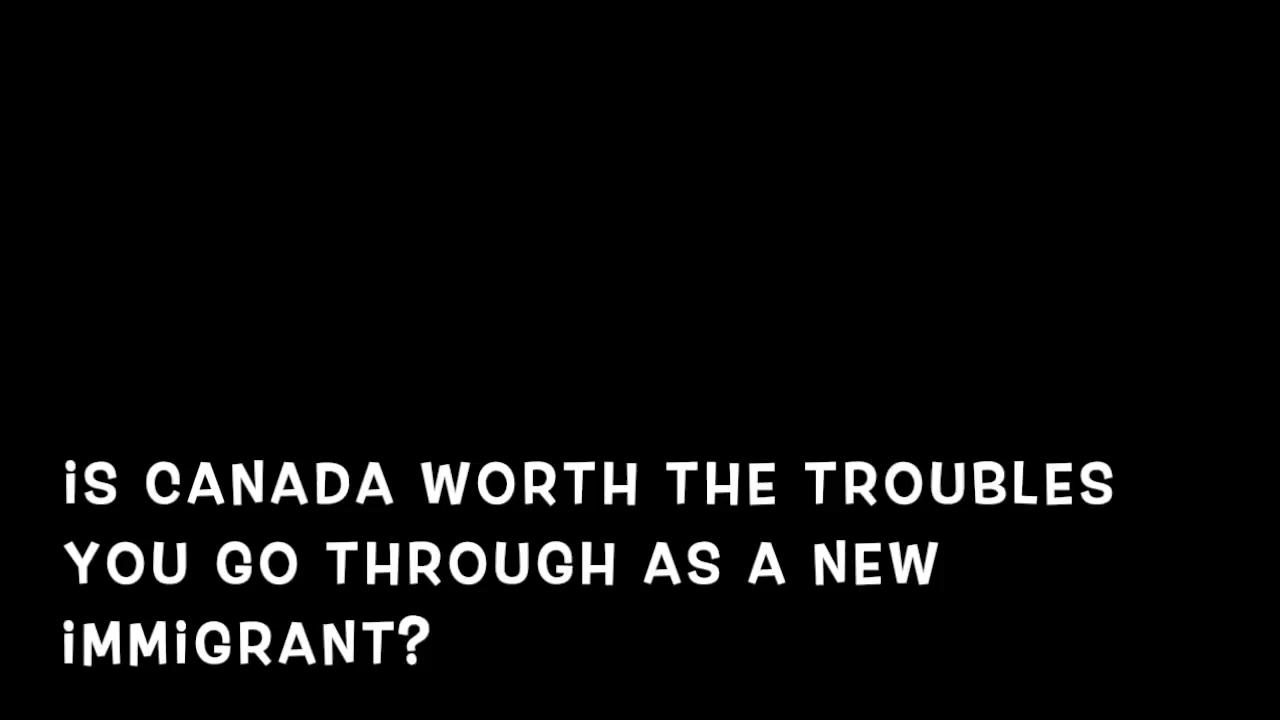 iS CANADA WORTH THE TROUBLES
YOU GO THROUGH AS A NEW
iMMiGRANT?